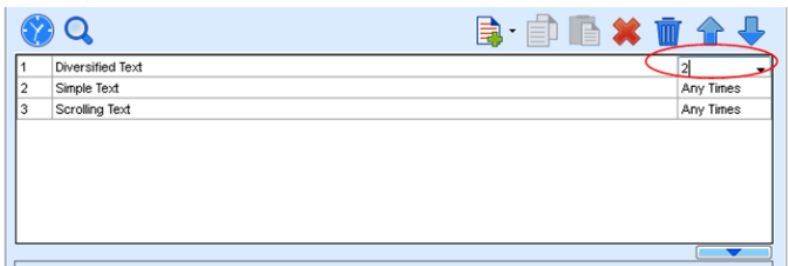 1 Diversified Text 2
2 Simple Text Any Times
3 Scrolling Text Any Times